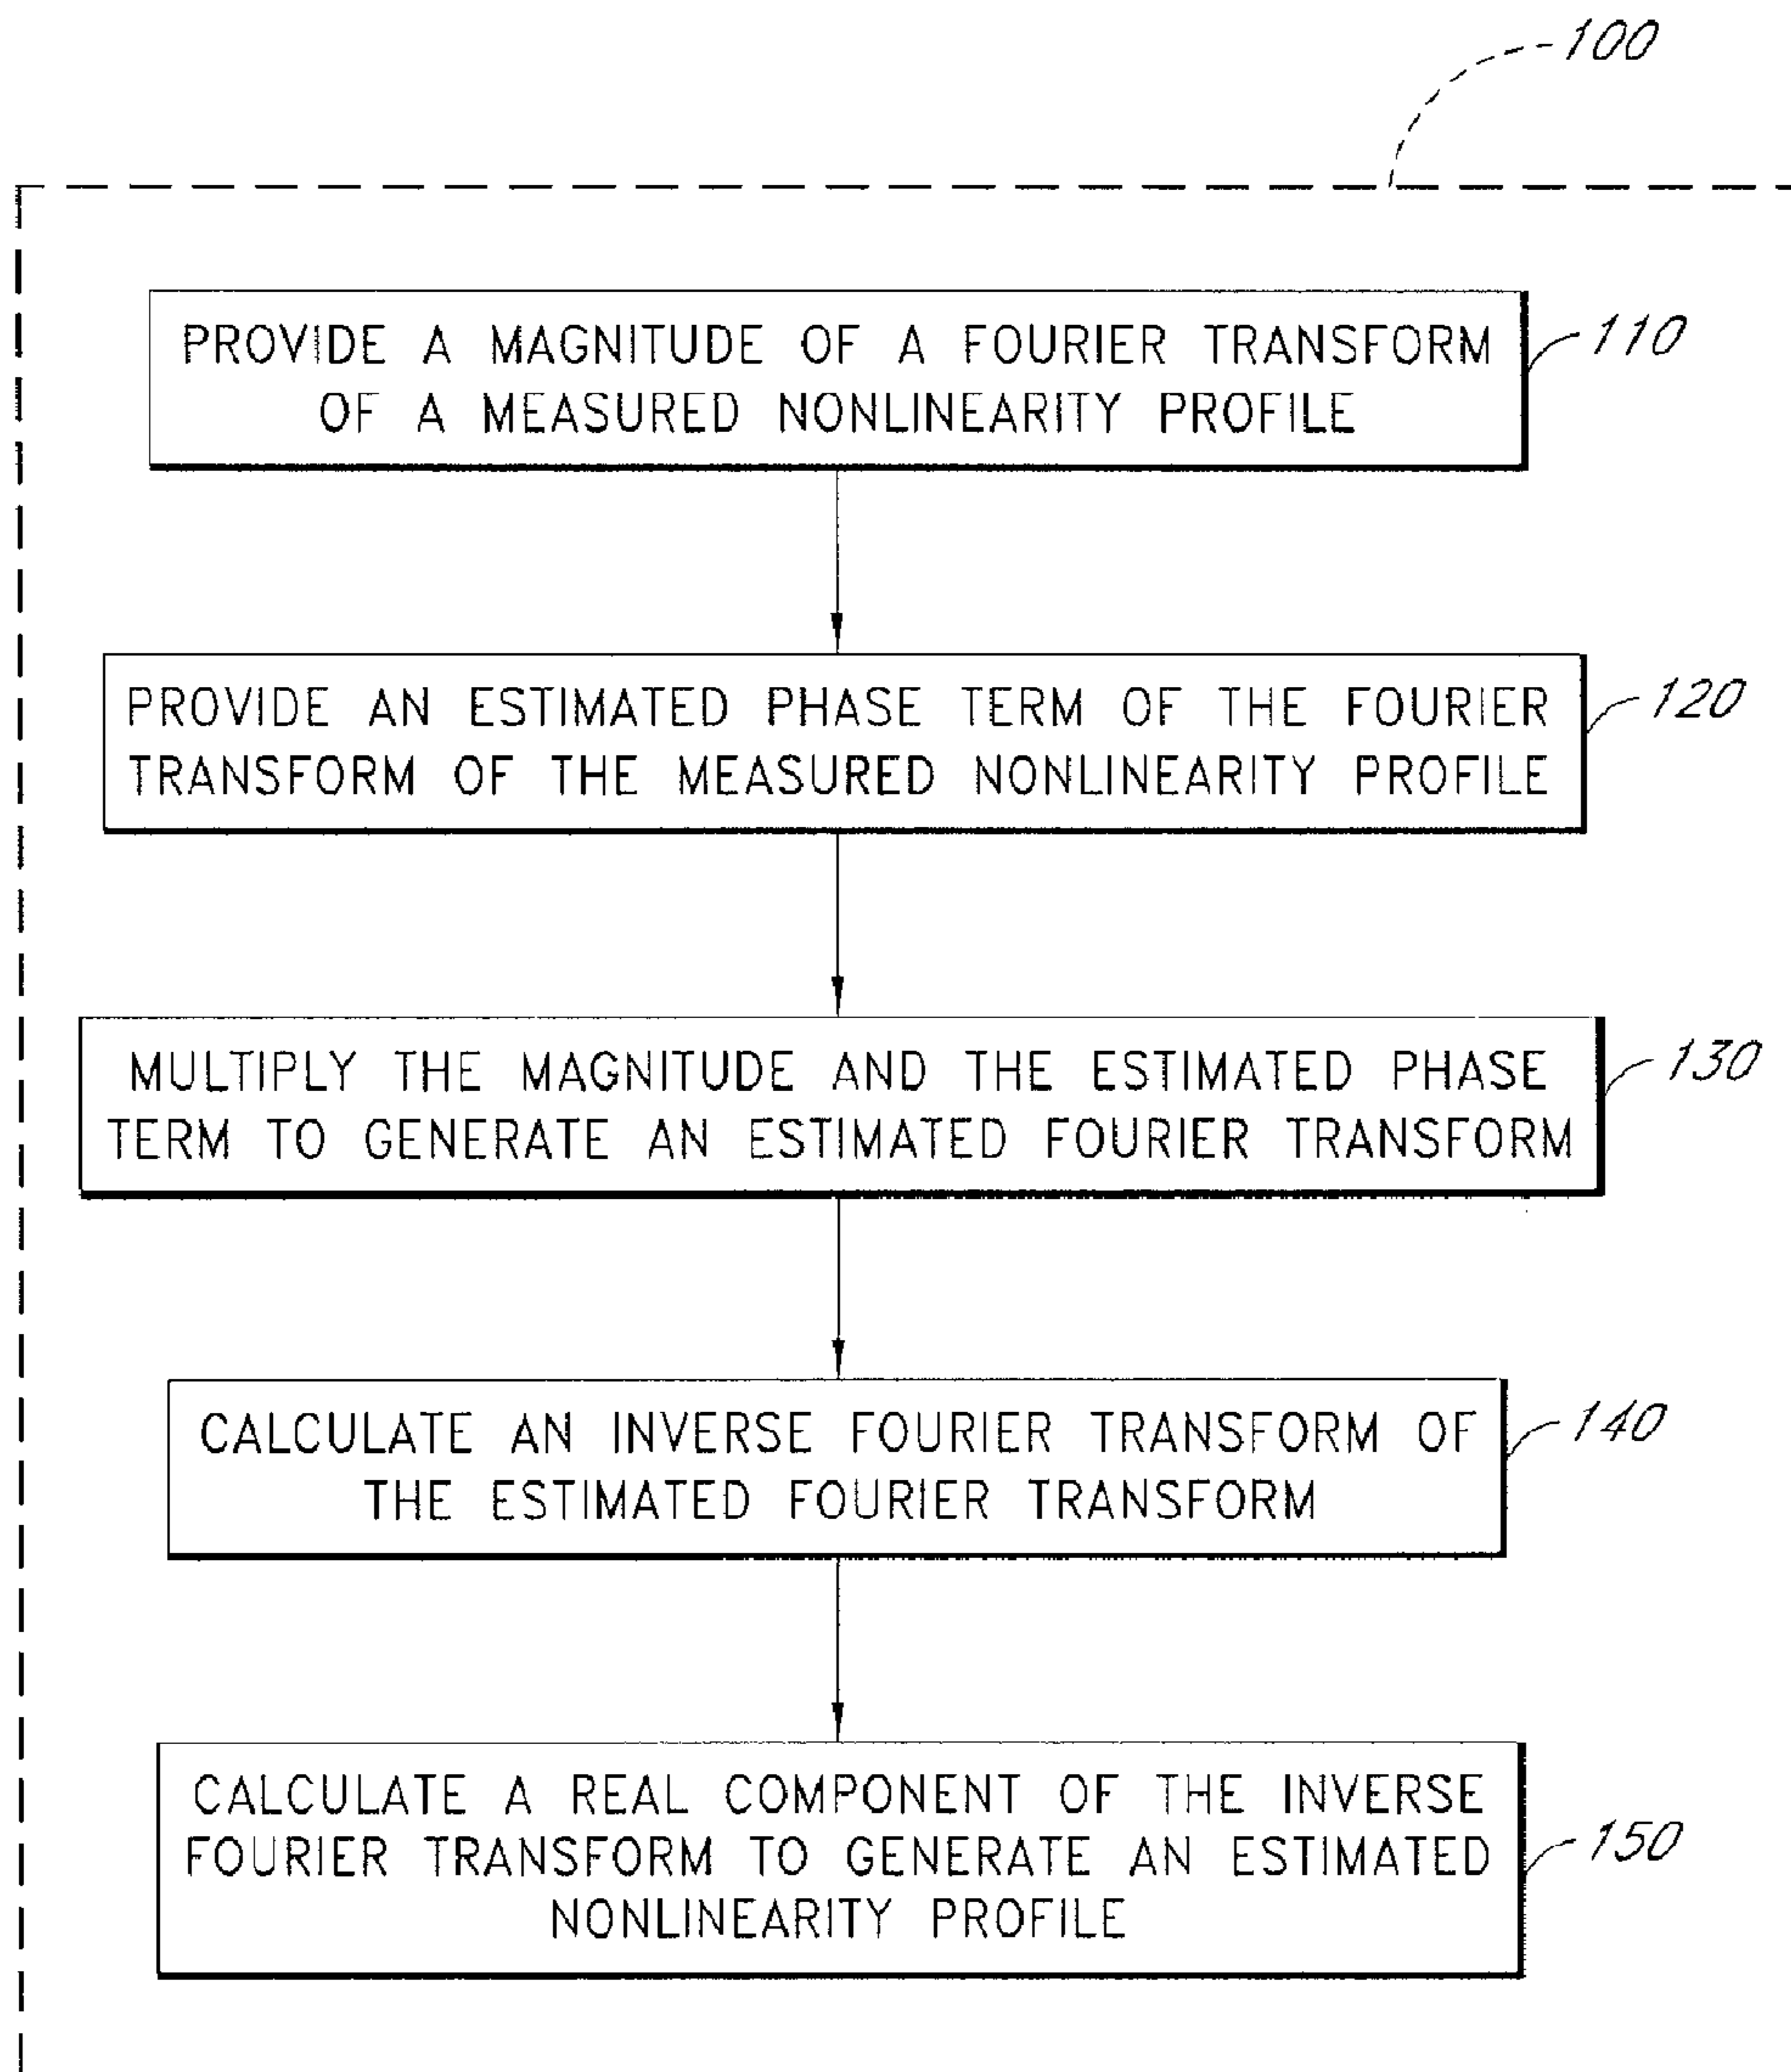 100
PROVIDE A MAGNITUDE OF A FOURIER TRANSFORM
OF A MEASURED NONLINEARITY PROFILE
110
PROVIDE AN ESTIMATED PHASE TERM OF THE FOURIER
TRANSFORM OF THE MEASURED NONLINEARITY PROFILE
120
MULTIPLY THE MAGNITUDE AND THE ESTIMATED PHASE
TERM TO GENERATE AN ESTIMATED FOURIER TRANSFORM
130
CALCULATE AN INVERSE FOURIER TRANSFORM OF
THE ESTIMATED FOURIER TRANSFORM
140
CALCULATE A REAL COMPONENT OF THE INVERSE
FOURIER TRANSFORM TO GENERATE AN ESTIMATED
NONLINEARITY PROFILE
150